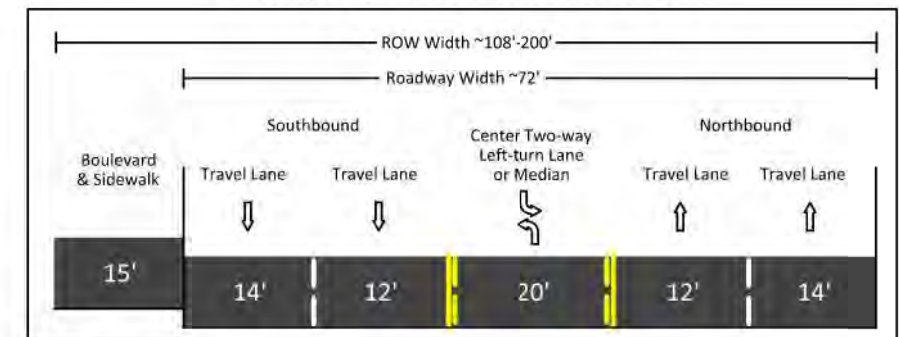 ROW Width ~108'-200'
Roadway Width ~72'
Southbound
Center Two-way
Left-turn Lane
or Median
Northbound
Boulevard
& Sidewalk
Travel Lane
Travel Lane
Travel Lane
Travel Lane
15'
14'
12'
20'
12'
14'